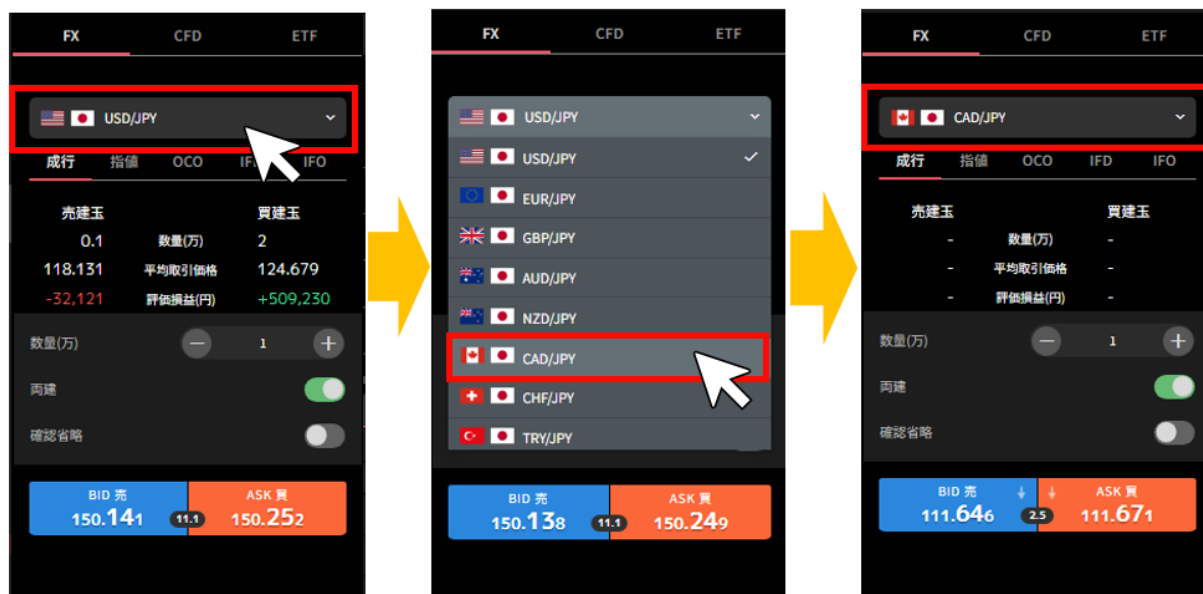 FX CFD ETF
USD/JPY
成行 指値 OCO IFO
売建玉 買建玉
0.1 数量(万) 2
118.131 平均取引価格 124.679
-32,121 評価損益(円) +509,230
数量(万) 1
両建
確認省略
BID 売 ASK 買
150.141 11.1 150.252
FX CFD ETF
USD/JPY
USD/JPY
EUR/JPY
GBP/JPY
AUD/JPY
NZD/JPY
CAD/JPY
CHF/JPY
TRY/JPY
BID 売 ASK 買
150.138 11.1 150.249
FX CFD ETF
CAD/JPY
成行 指値 OCO IFD IFO
売建玉 買建玉
- 数量(万) -
- 平均取引価格 -
- 評価損益(円) -
数量(万) 1
両建
確認省略
BID 売 ASK 買
111.646 2.5 111.671